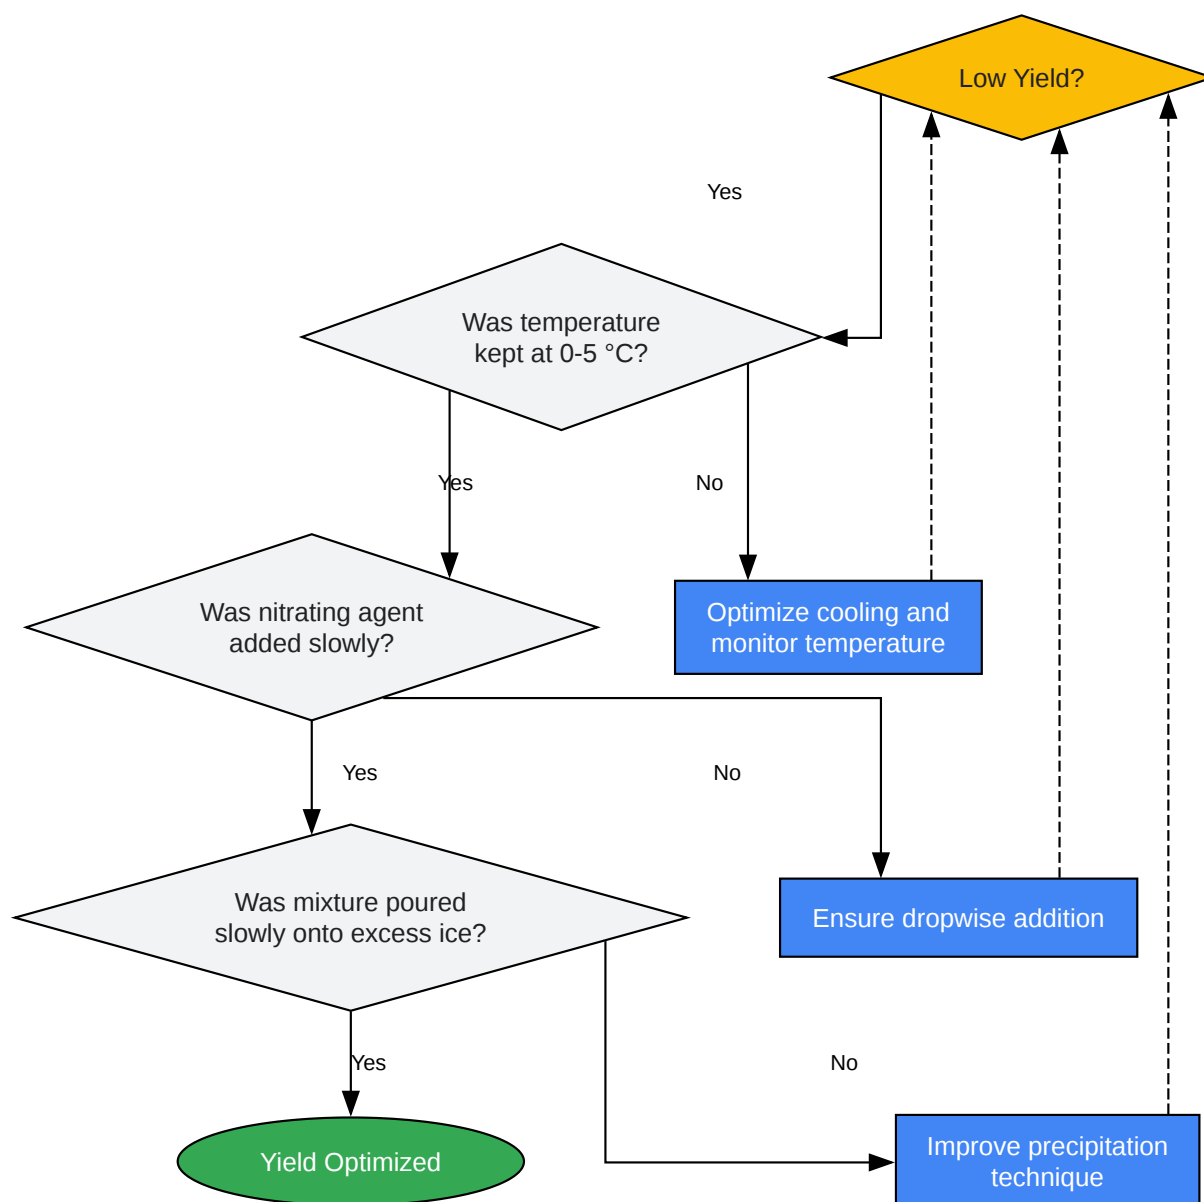 Low Yield?
Yes
Was temperature
kept at 0-5 °C?
Yes
No
Was nitrating agent
added slowly?
Optimize cooling and
monitor temperature
Yes
No
Was mixture poured
slowly onto excess ice?
Ensure dropwise addition
Yes
No
Yield Optimized
Improve precipitation
technique